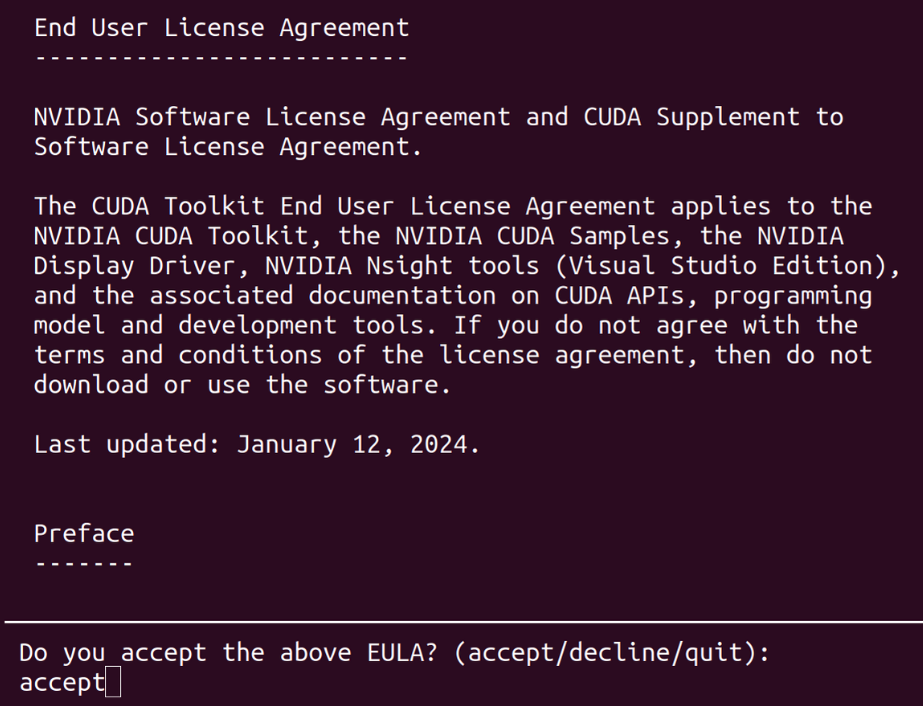 End User License Agreement
--------------------------
NVIDIA Software License Agreement and CUDA Supplement to
Software License Agreement.
The CUDA Toolkit End User License Agreement applies to the
NVIDIA CUDA Toolkit, the NVIDIA CUDA Samples, the NVIDIA
Display Driver, NVIDIA Nsight tools (Visual Studio Edition),
and the associated documentation on CUDA APIs, programming
model and development tools. If you do not agree with the
terms and conditions of the license agreement, then do not
download or use the software.
Last updated: January 12, 2024.
Preface
-------
Do you accept the above EULA? (accept/decline/quit):
accept